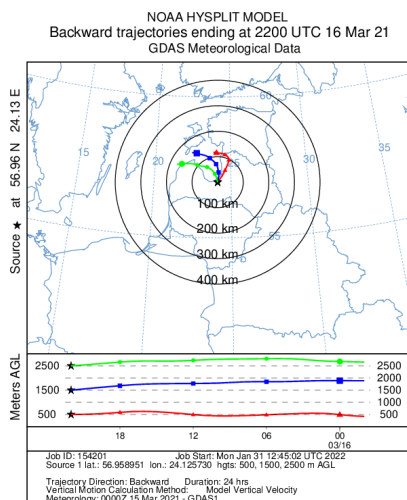 NOAA HYSPLIT MODEL
Backward trajectories ending at 2200 UTC 16 Mar 21
GDAS Meteorological Data
Source ★ at 56.96 N 24.13 E
60
15
20
30
35
55
100 km
200 km
300 km
400 km
Meters AGL
2500
1500
500
2500
2000
1500
1000
500
18
12
06
00
03/16
Job ID: 154201 Job Start: Mon Jan 31 12:45:02 UTC 2022
Source 1 lat.: 56.958951 lon.: 24.125730 hgts: 500, 1500, 2500 m AGL
Trajectory Direction: Backward Duration: 24 hrs
Vertical Motion Calculation Method: Model Vertical Velocity
Meteorology: 0000Z 15 Mar 2021 - GDAS1